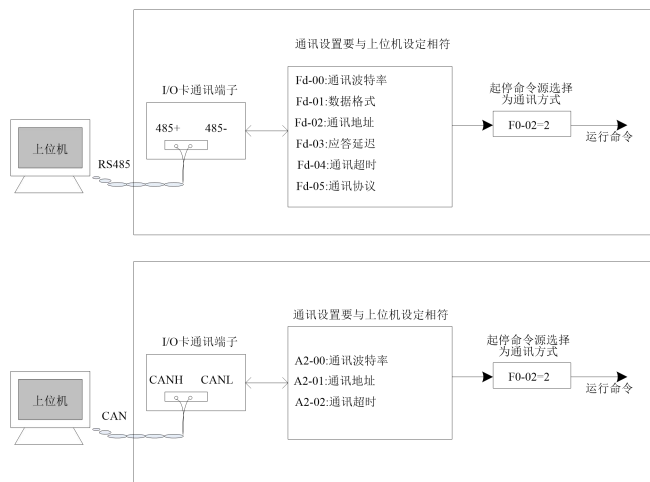 通讯设置要与上位机设定相符
I/O卡通讯端子
485+ 485-
上位机
RS485
Fd-00:通讯波特率
Fd-01:数据格式
Fd-02:通讯地址
Fd-03:应答延迟
Fd-04:通讯超时
Fd-05:通讯协议
起停命令源选择
为通讯方式
F0-02=2
运行命令
通讯设置要与上位机设定相符
I/O卡通讯端子
CANH CANL
上位机
CAN
A2-00:通讯波特率
A2-01:通讯地址
A2-02:通讯超时
起停命令源选择
为通讯方式
F0-02=2
运行命令